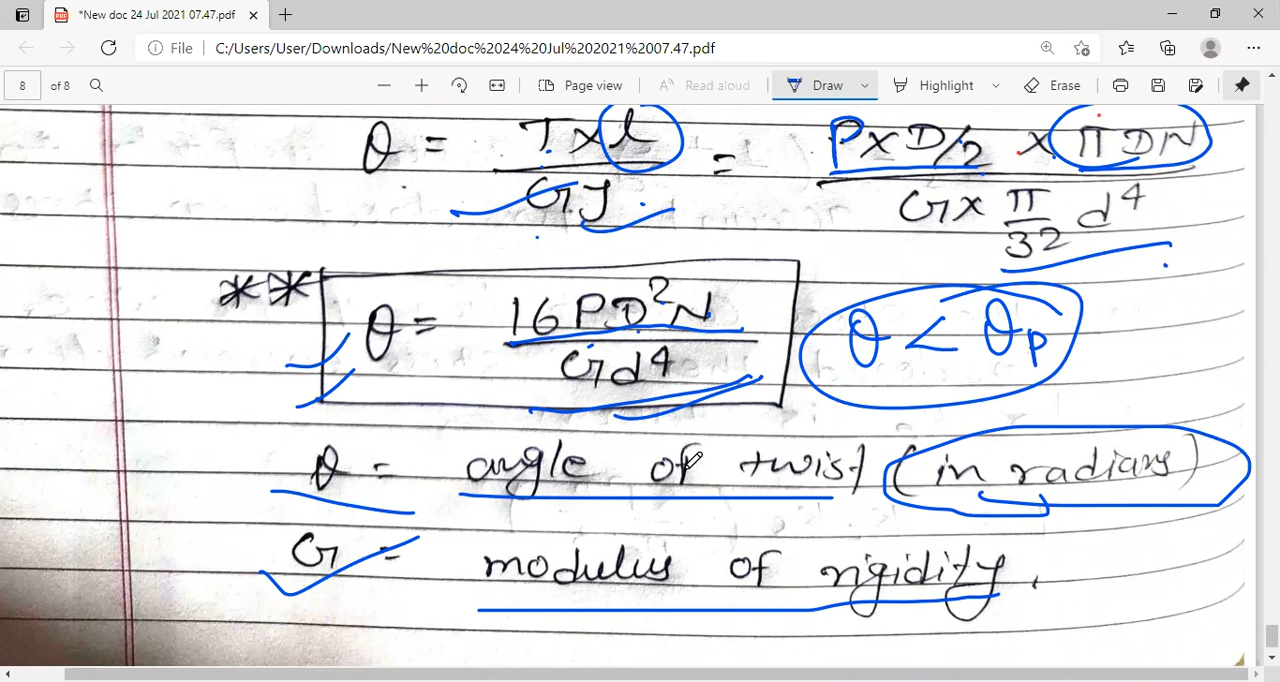 *New doc 24 Jul 2021 07.47.pdf
File | C:/Users/User/Downloads/New%20doc%2024%20Jul%202021%2007.47.pdf
8 of 8 Page view Read aloud Draw Highlight Erase
θ = T×l / GJ = P×D/2 × πDN / G× π/32 d⁴
** θ = 16PD²N / Gd⁴ θ < θp
θ = angle of twist (in radians)
G = modulus of rigidity.